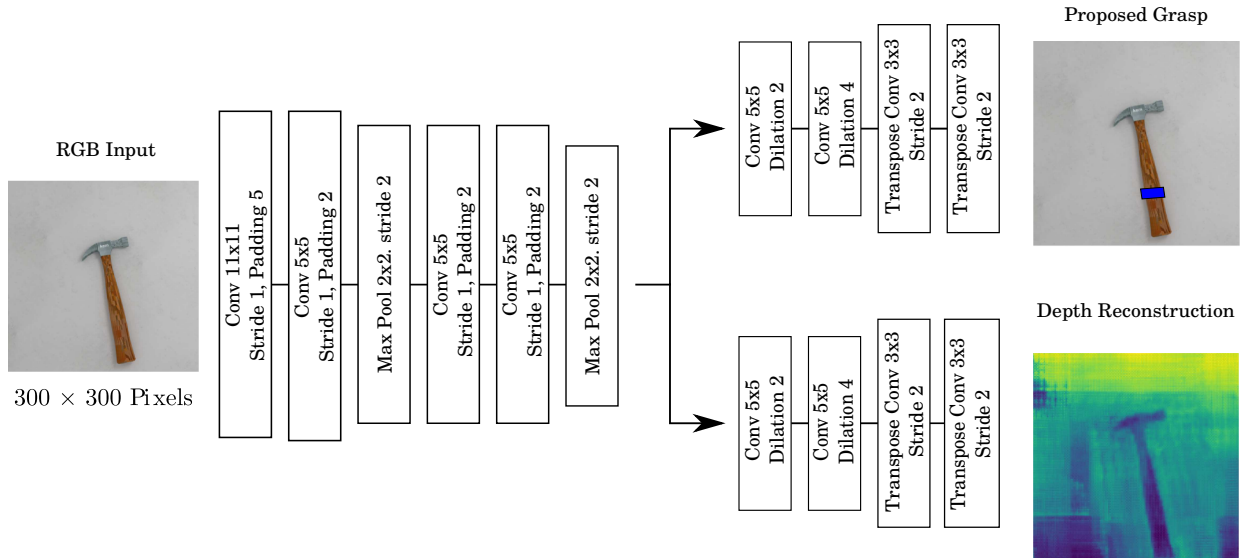 RGB Input
300 × 300 Pixels
Conv 11x11
Stride 1, Padding 5
Conv 5x5
Stride 1, Padding 2
Max Pool 2x2. stride 2
Conv 5x5
Stride 1, Padding 2
Conv 5x5
Stride 1, Padding 2
Max Pool 2x2. stride 2
Conv 5x5
Dilation 2
Conv 5x5
Dilation 4
Transpose Conv 3x3
Stride 2
Transpose Conv 3x3
Stride 2
Proposed Grasp
Conv 5x5
Dilation 2
Conv 5x5
Dilation 4
Transpose Conv 3x3
Stride 2
Transpose Conv 3x3
Stride 2
Depth Reconstruction